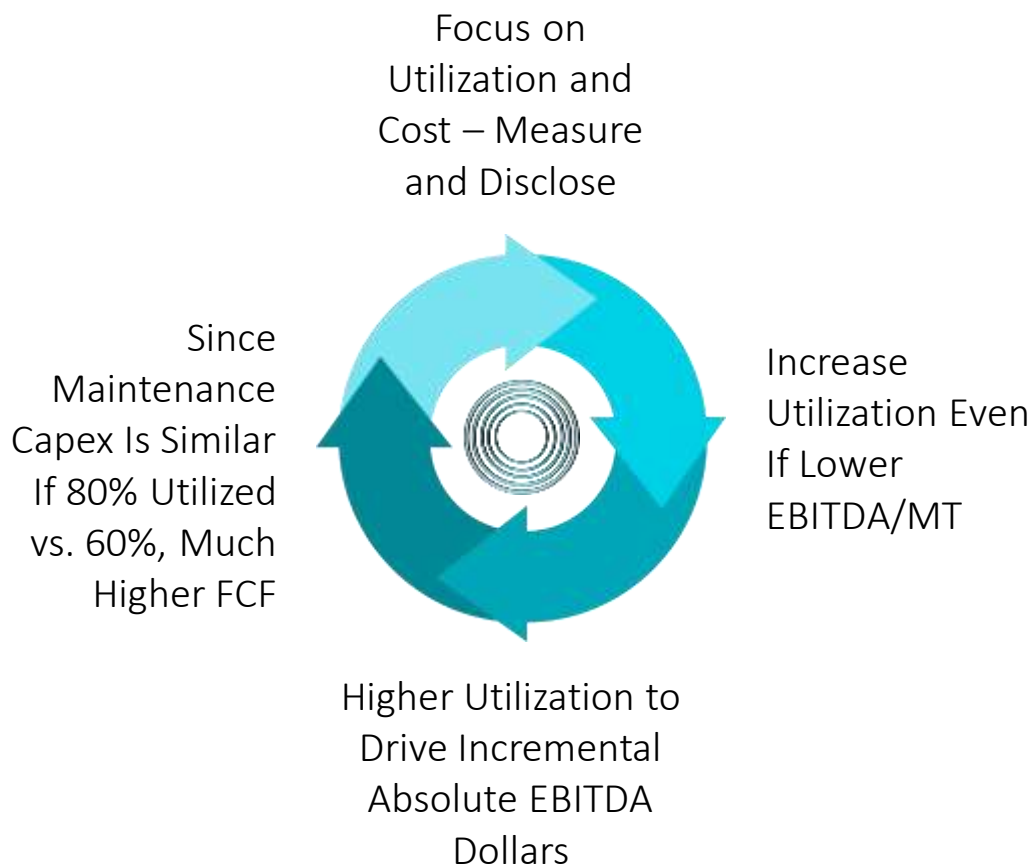 Focus on
Utilization and
Cost – Measure
and Disclose
Increase
Utilization Even
If Lower
EBITDA/MT
Higher Utilization to
Drive Incremental
Absolute EBITDA
Dollars
Since
Maintenance
Capex Is Similar
If 80% Utilized
vs. 60%, Much
Higher FCF